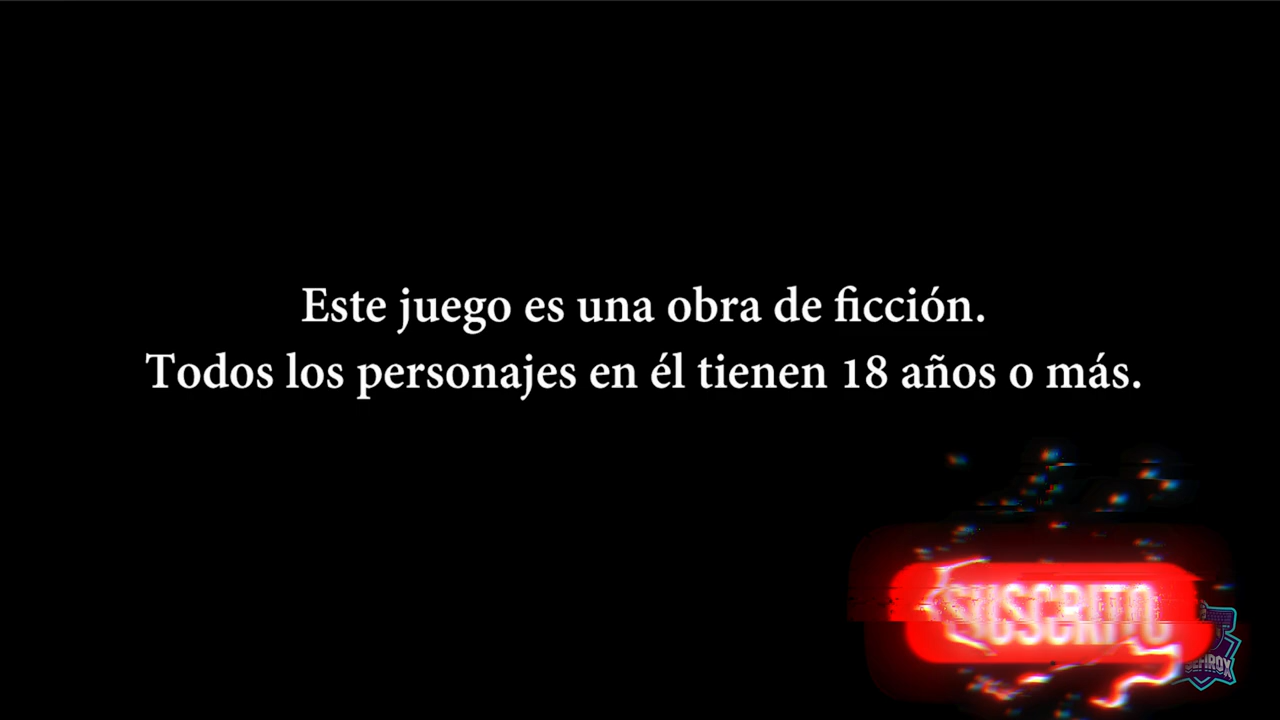 Este juego es una obra de ficción.
Todos los personajes en él tienen 18 años o más.
SUSCRITO